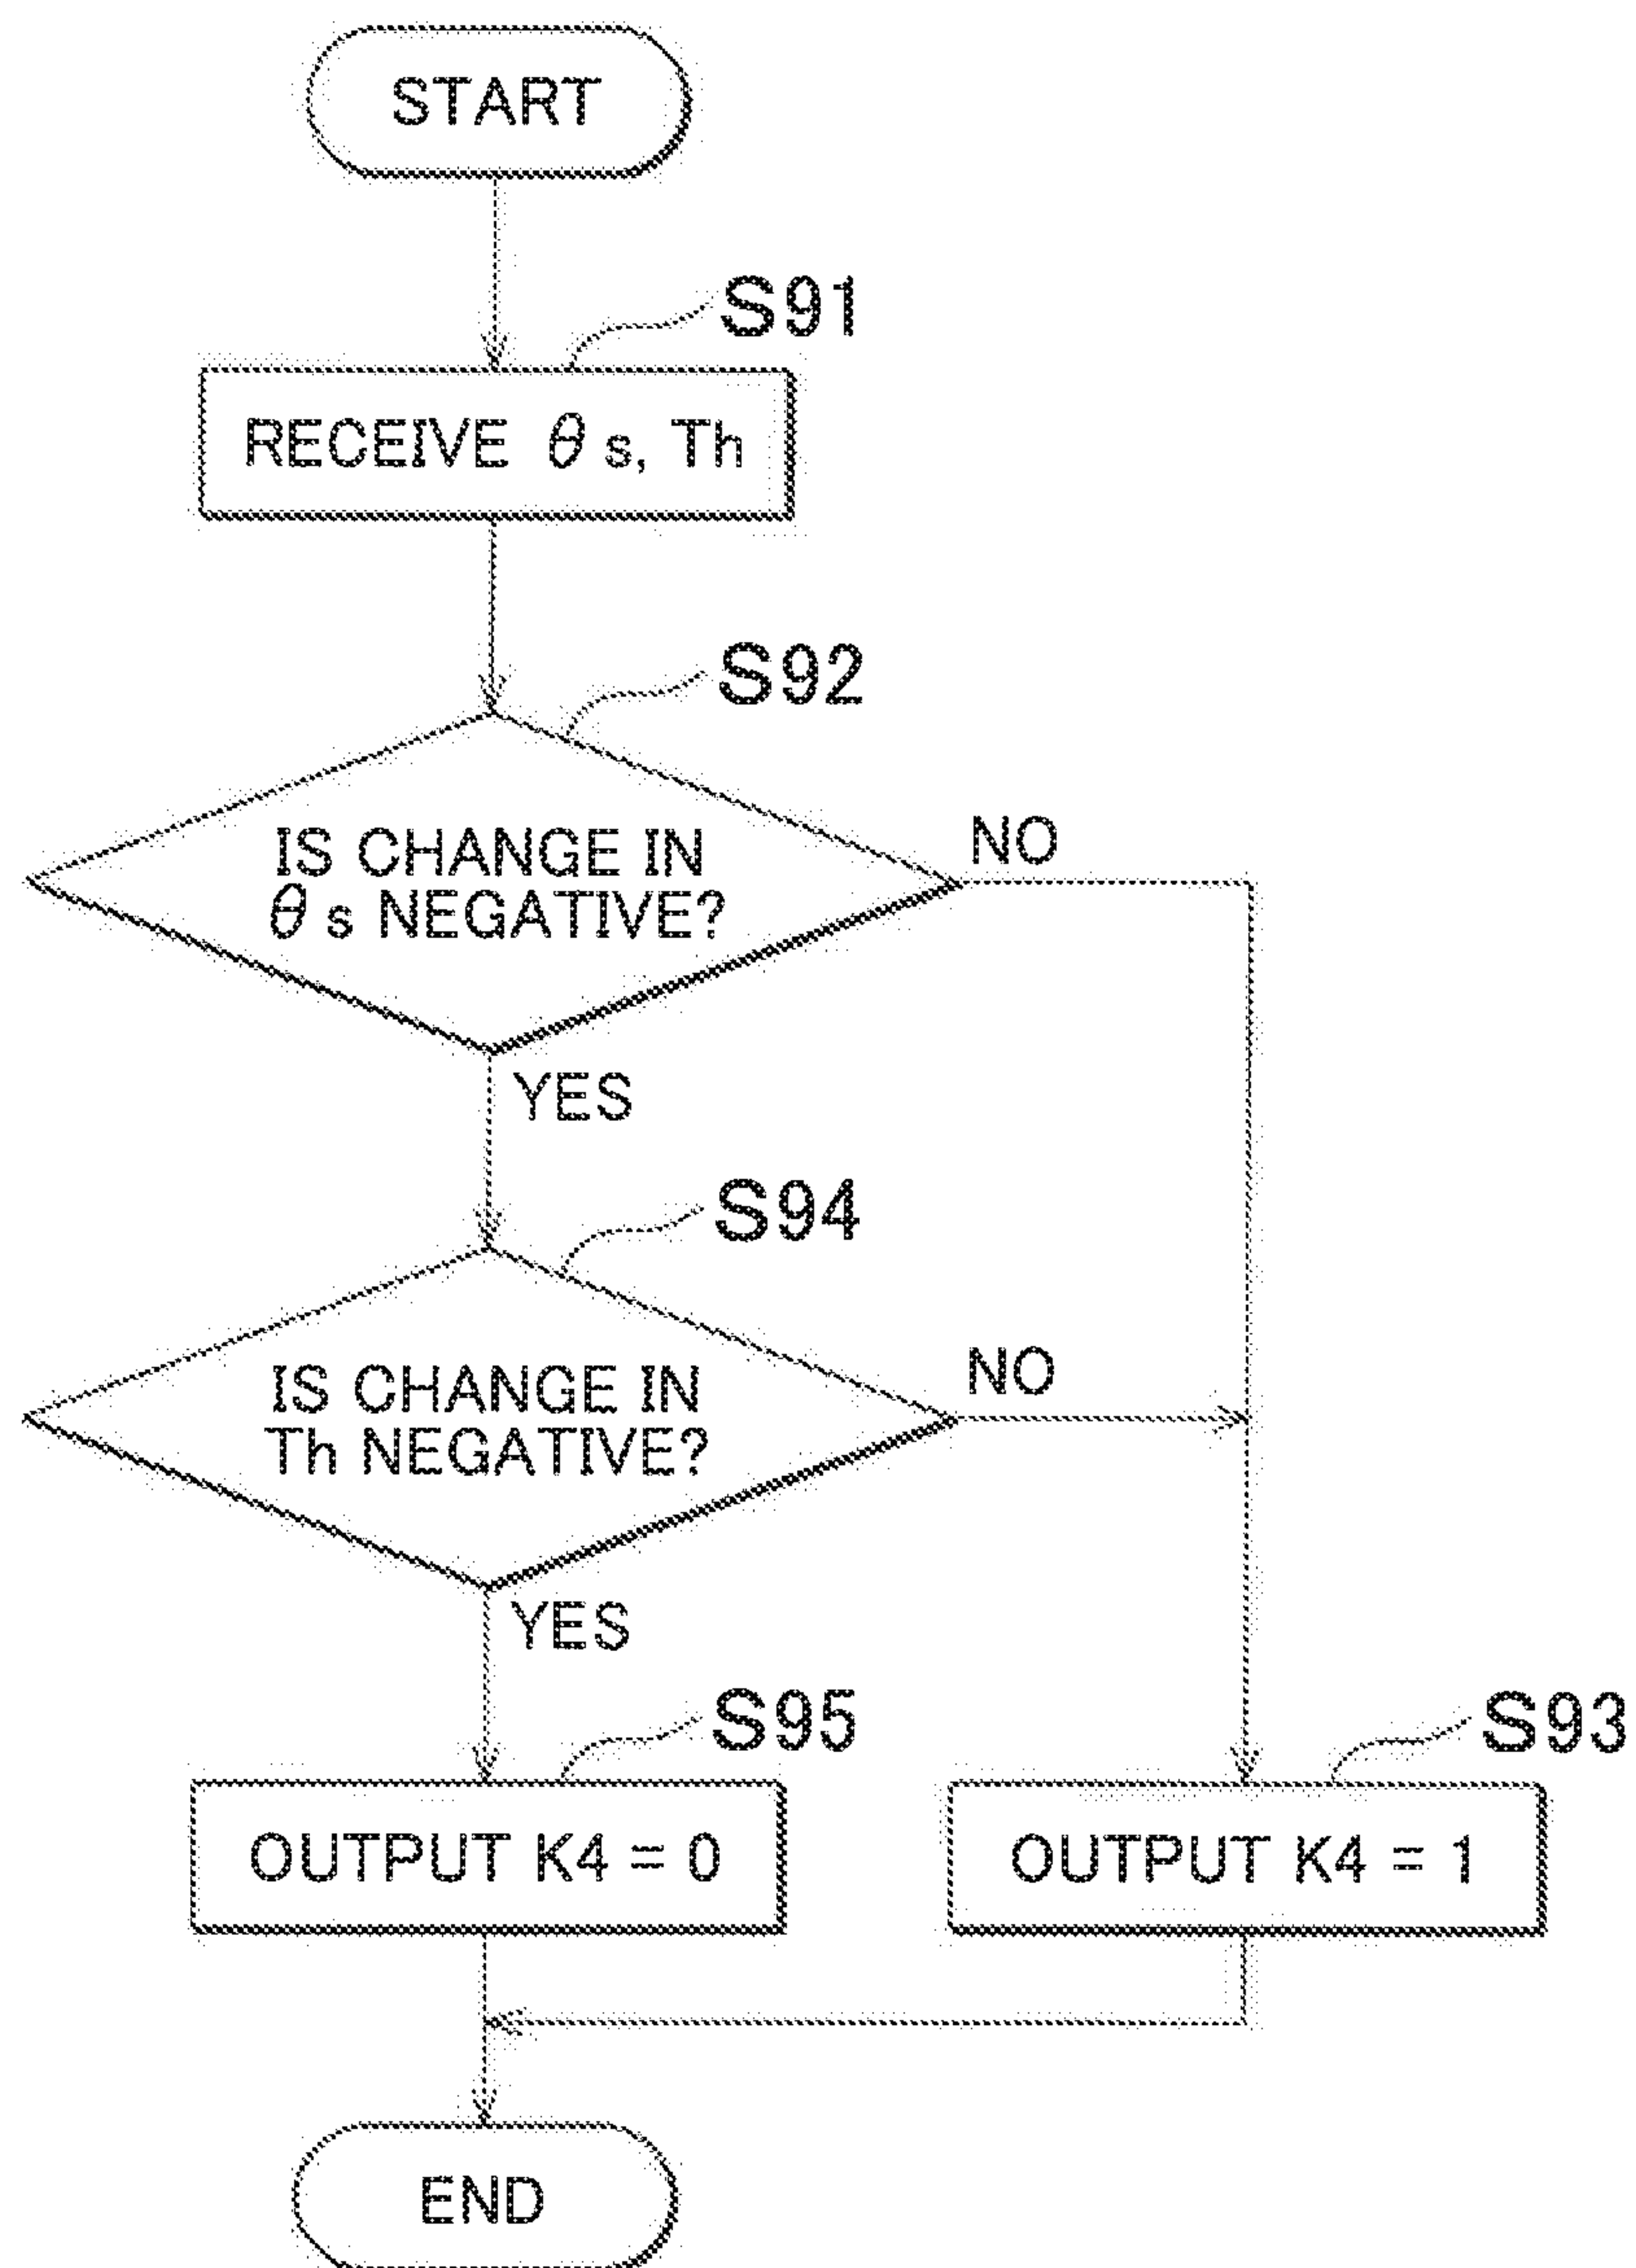 START
S91
RECEIVE θs, Th
S92
IS CHANGE IN
θs NEGATIVE?
NO
YES
S94
IS CHANGE IN
Th NEGATIVE?
NO
YES
S95
OUTPUT K4 = 0
S93
OUTPUT K4 = 1
END